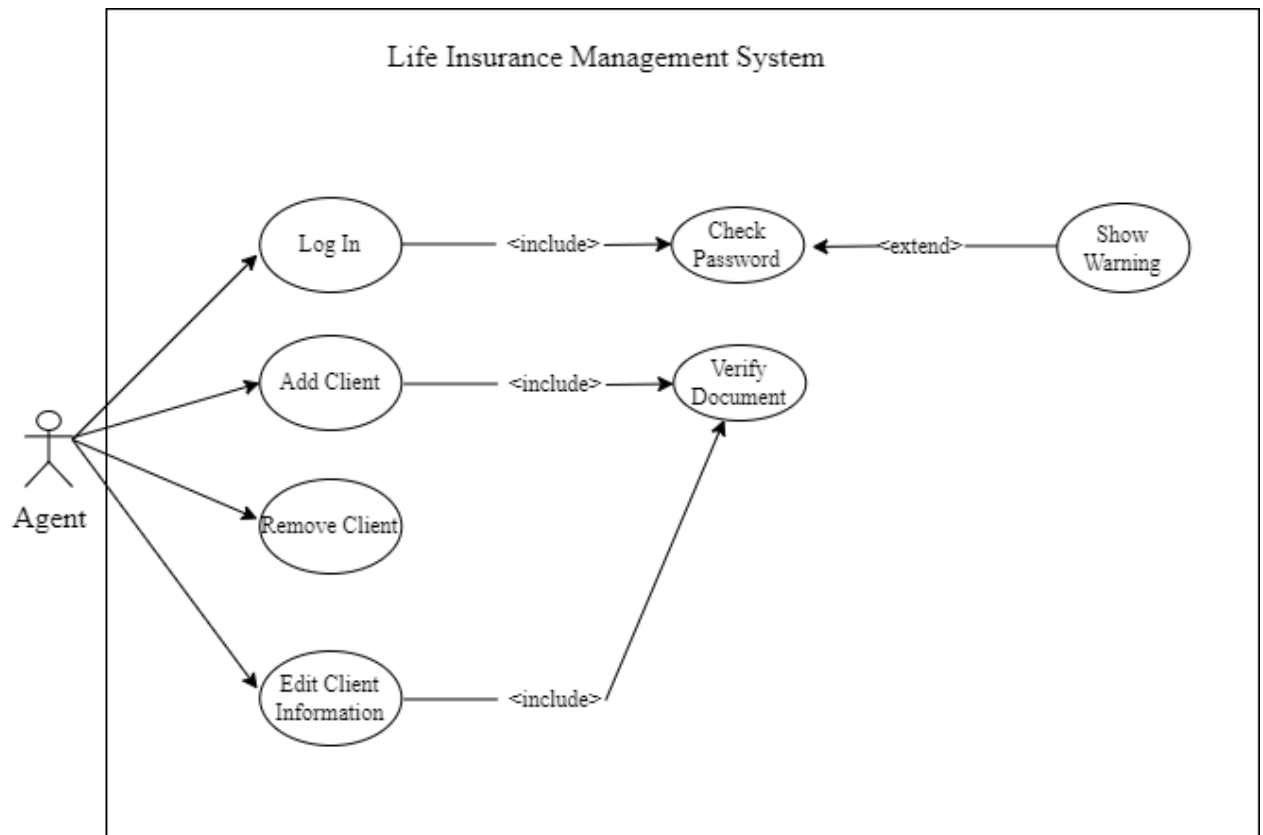 Life Insurance Management System
Log In
<include>
Check
Password
<extend>
Show
Warning
Add Client
<include>
Verify
Document
Agent
Remove Client
Edit Client
Information
<include>